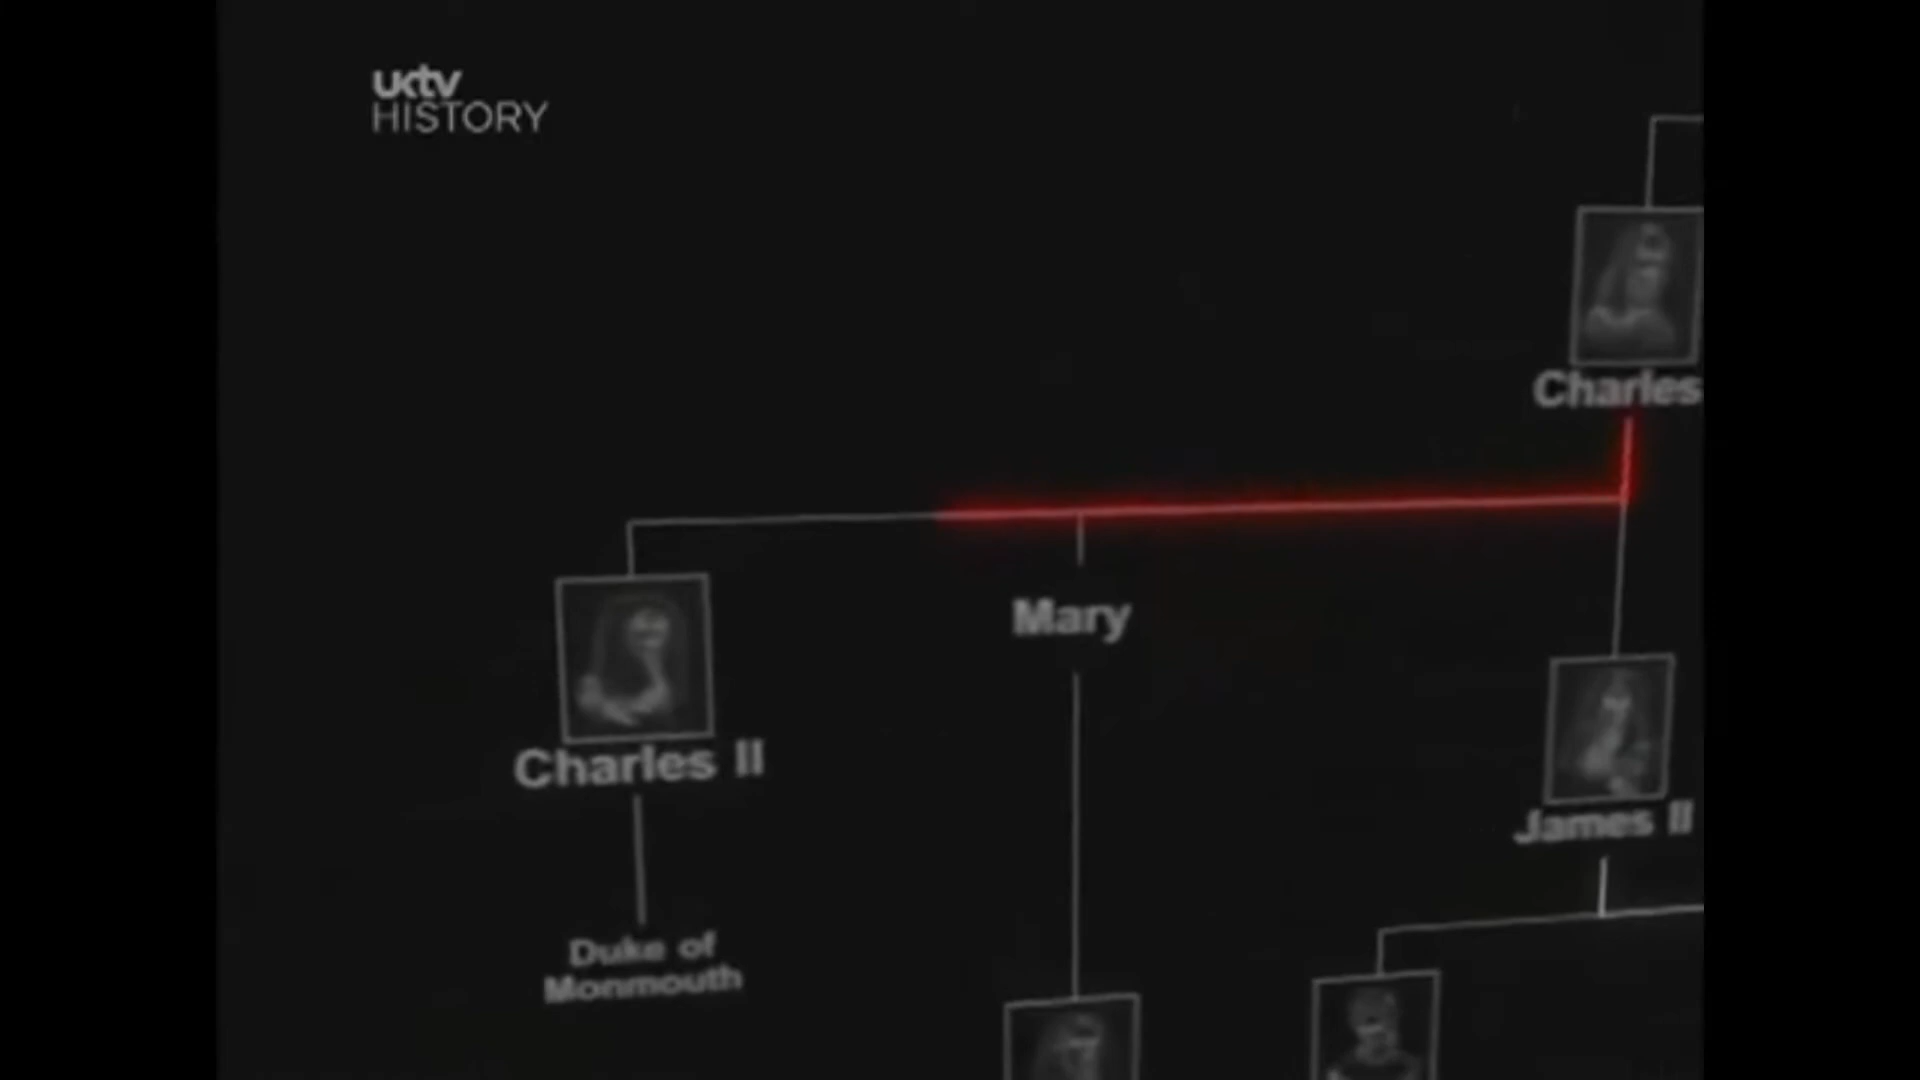 uktv
HISTORY
Charles
Mary
Charles II
James II
Duke of
Monmouth